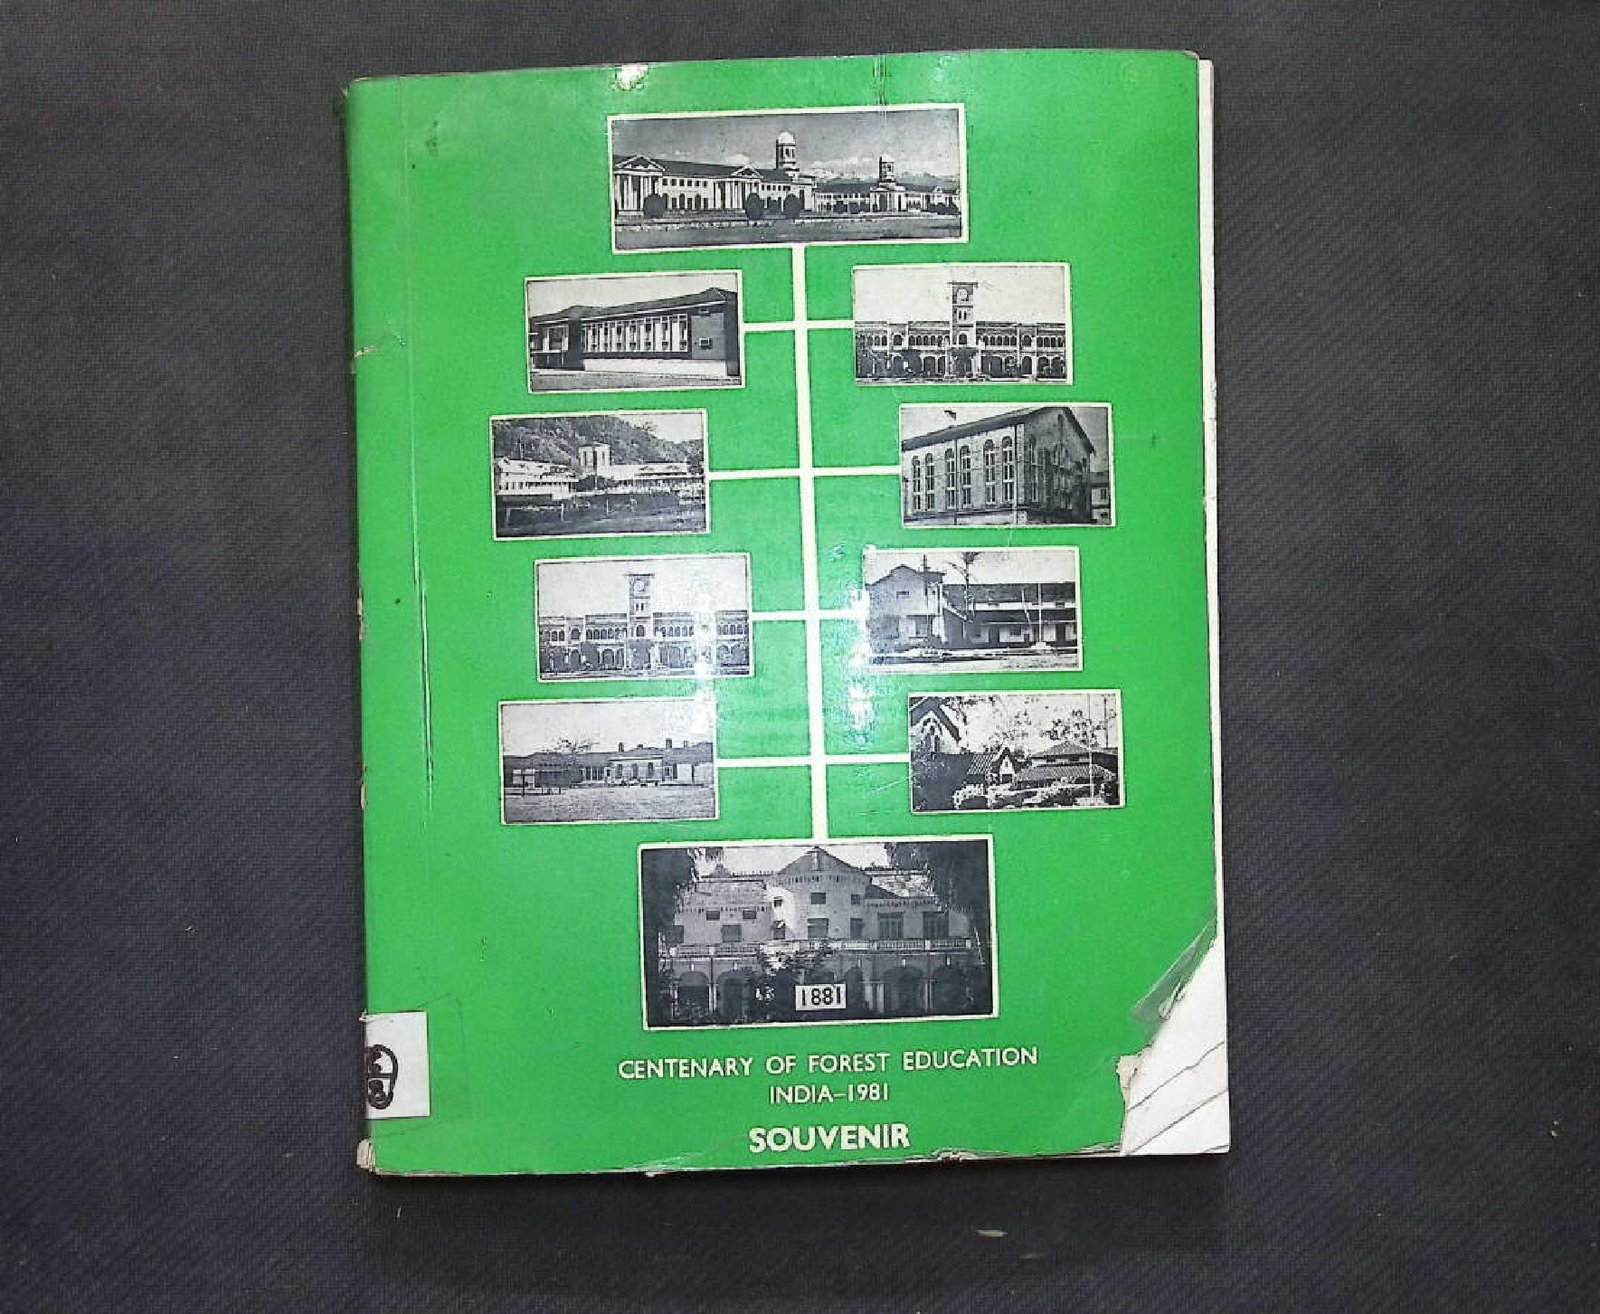 1881
CENTENARY OF FOREST EDUCATION
INDIA–1981
SOUVENIR